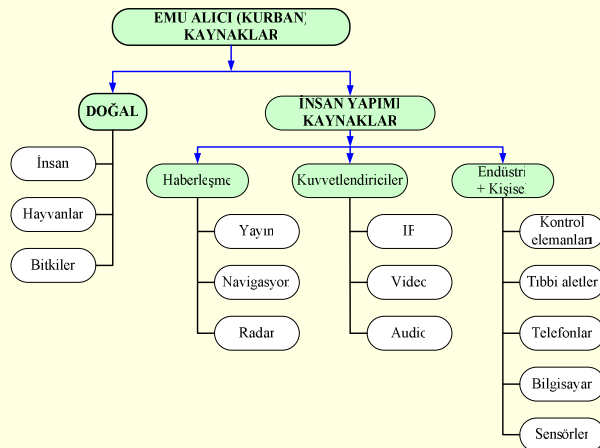 EMU ALICI (KURBAN)
KAYNAKLAR
DOĞAL
İNSAN YAPIMI
KAYNAKLAR
İnsan
Hayvanlar
Bitkiler
Haberleşme
Yayın
Navigasyon
Radar
Kuvvetlendiriciler
IF
Video
Audio
Endüstri
+ Kişisel
Kontrol
elemanları
Tıbbi aletler
Telefonlar
Bilgisayar
Sensörler